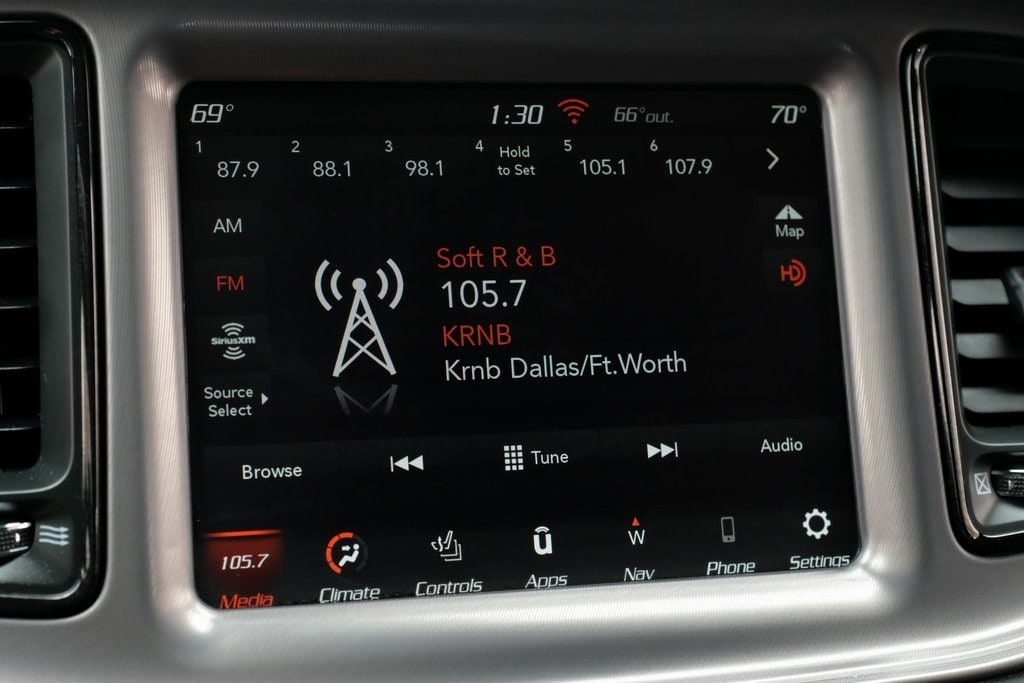 69° 1:30 66° out. 70°
1 87.9 2 88.1 3 98.1 4 Hold to Set 5 105.1 6 107.9
AM
Map
Soft R & B
FM
HD
105.7
KRNB
SiriusXM
Krnb Dallas/Ft.Worth
Source
Select
Browse Tune Audio
105.7 W
Media Climate Controls Apps Nav Phone Settings